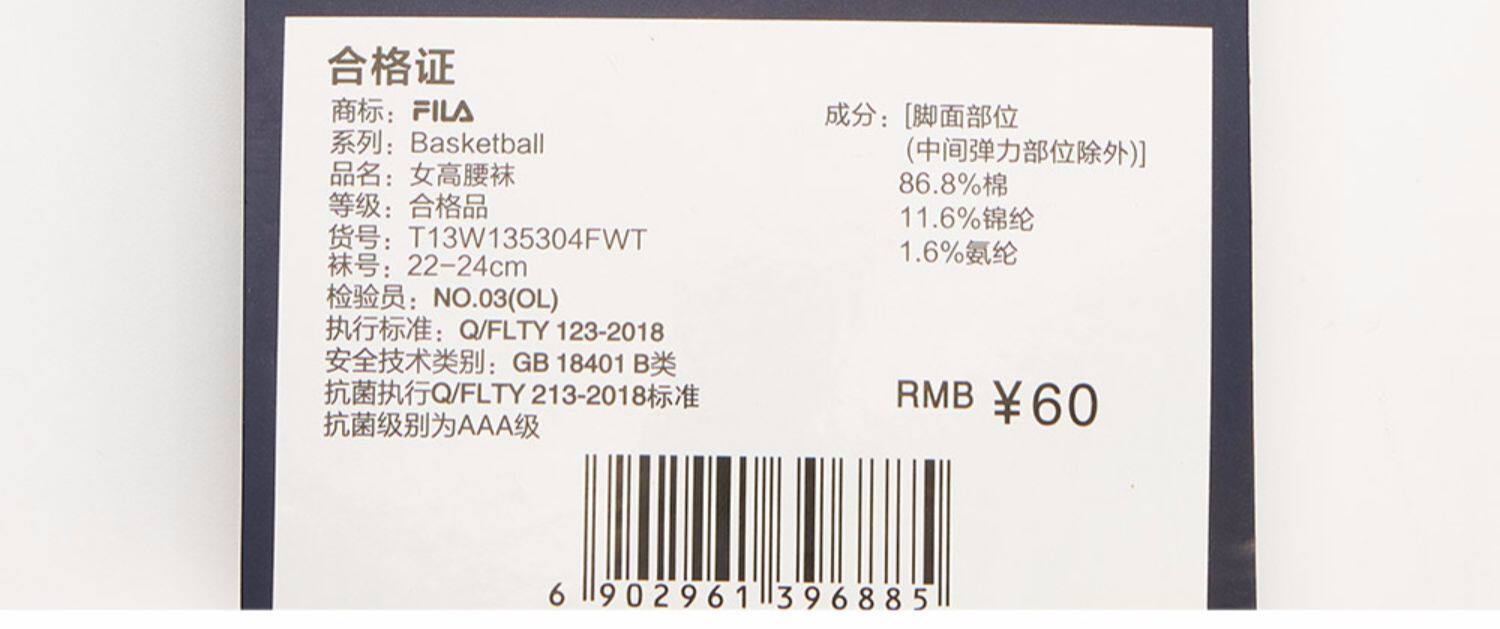 合格证
商标：FILA
系列：Basketball
品名：女高腰袜
等级：合格品
货号：T13W135304FWT
袜号：22-24cm
检验员：NO.03(OL)
执行标准：Q/FLTY 123-2018
安全技术类别：GB 18401 B类
抗菌执行Q/FLTY 213-2018标准
抗菌级别为AAA级
成分：[脚面部位
(中间弹力部位除外)]
86.8%棉
11.6%锦纶
1.6%氨纶
RMB ¥60
6 902961 396885